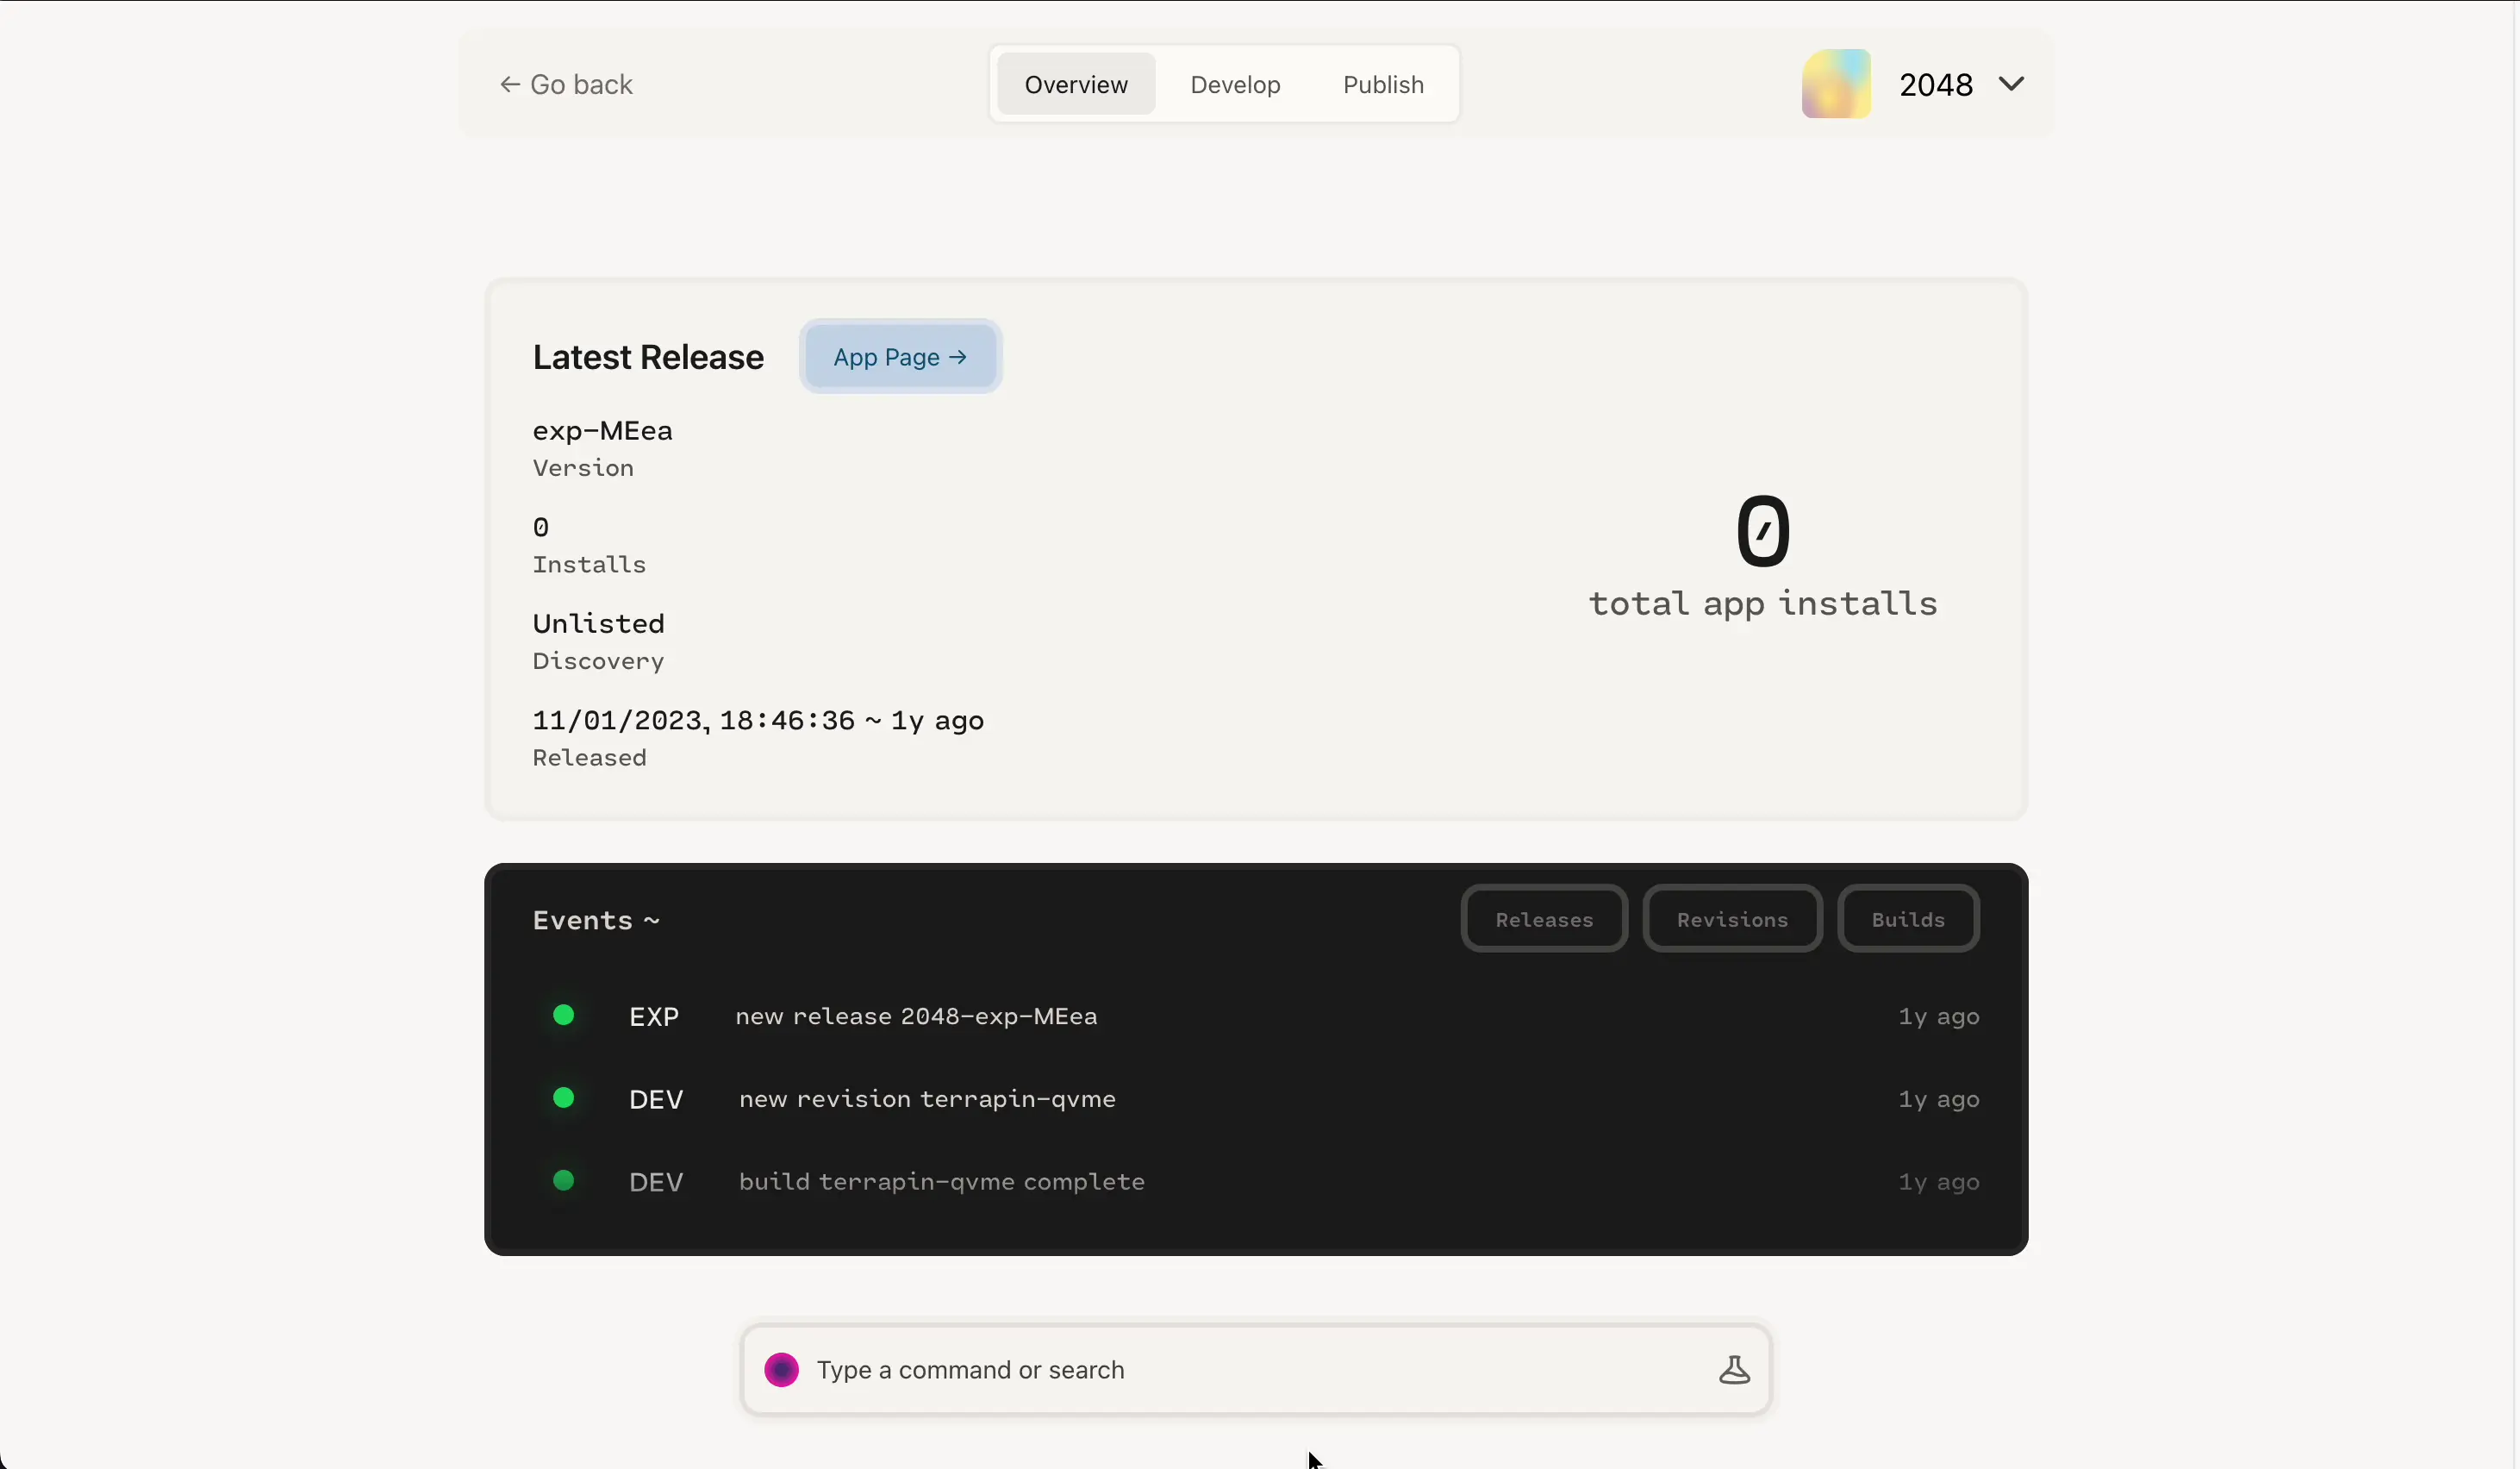 ← Go back
Overview
Develop
Publish
2048
Latest Release
App Page →
exp-MEea
Version
0
Installs
Unlisted
Discovery
11/01/2023, 18:46:36 ~ 1y ago
Released
0
total app installs
Events ~
Releases
Revisions
Builds
EXP new release 2048-exp-MEea 1y ago
DEV new revision terrapin-qvme 1y ago
DEV build terrapin-qvme complete 1y ago
Type a command or search